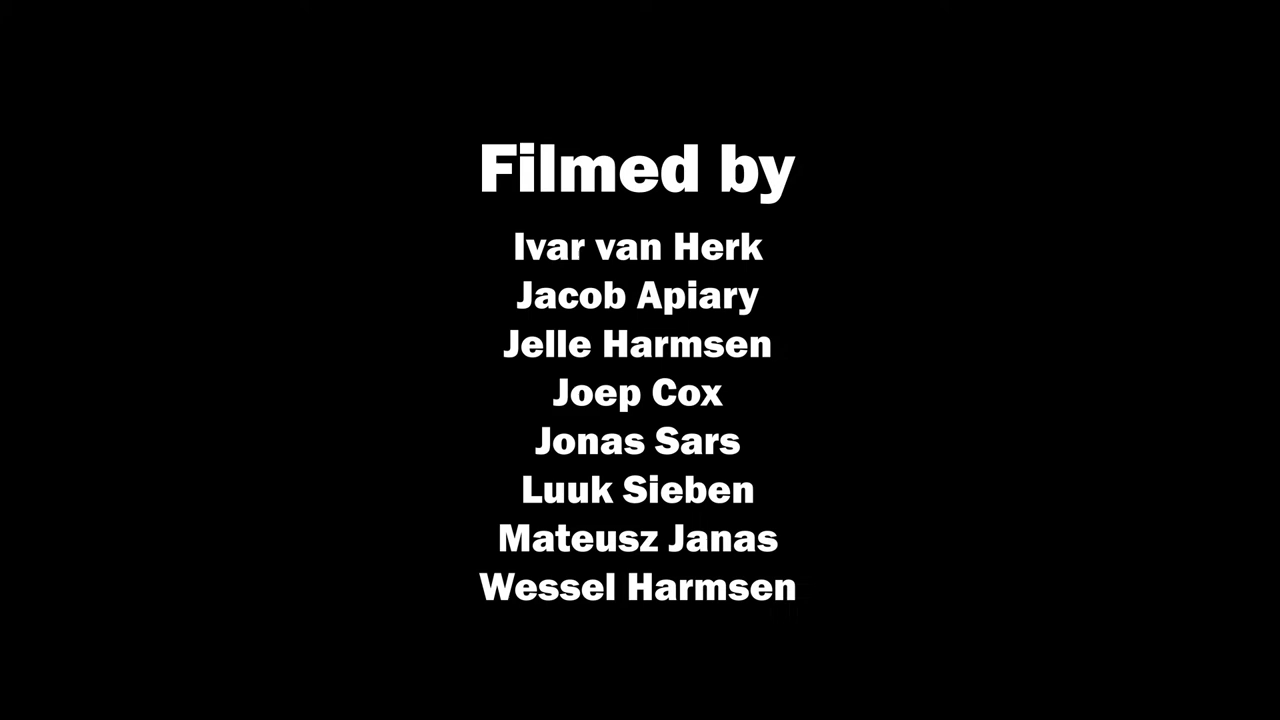 Filmed by
Ivar van Herk
Jacob Apiary
Jelle Harmsen
Joep Cox
Jonas Sars
Luuk Sieben
Mateusz Janas
Wessel Harmsen